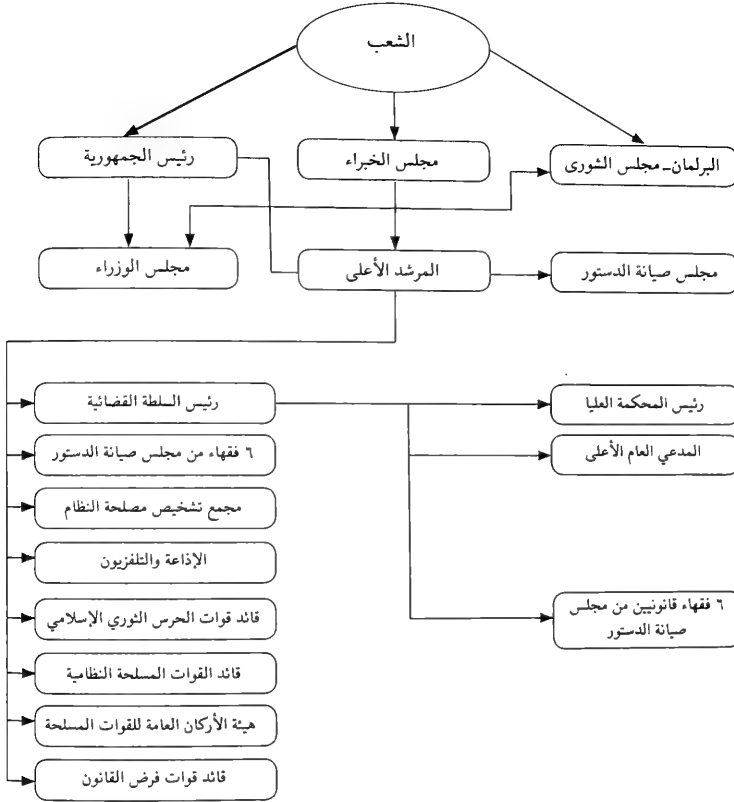 الشعب
رئيس الجمهورية
مجلس الخبراء
البرلمان - مجلس الشورى
مجلس الوزراء
المرشد الأعلى
مجلس صيانة الدستور
رئيس السلطة القضائية
رئيس المحكمة العليا
٦ فقهاء من مجلس صيانة الدستور
المدعي العام الأعلى
مجمع تشخيص مصلحة النظام
الإذاعة والتلفزيون
قائد قوات الحرس الثوري الإسلامي
٦ فقهاء قانونيين من مجلس
صيانة الدستور
قائد القوات المسلحة النظامية
هيئة الأركان العامة للقوات المسلحة
قائد قوات فرض القانون